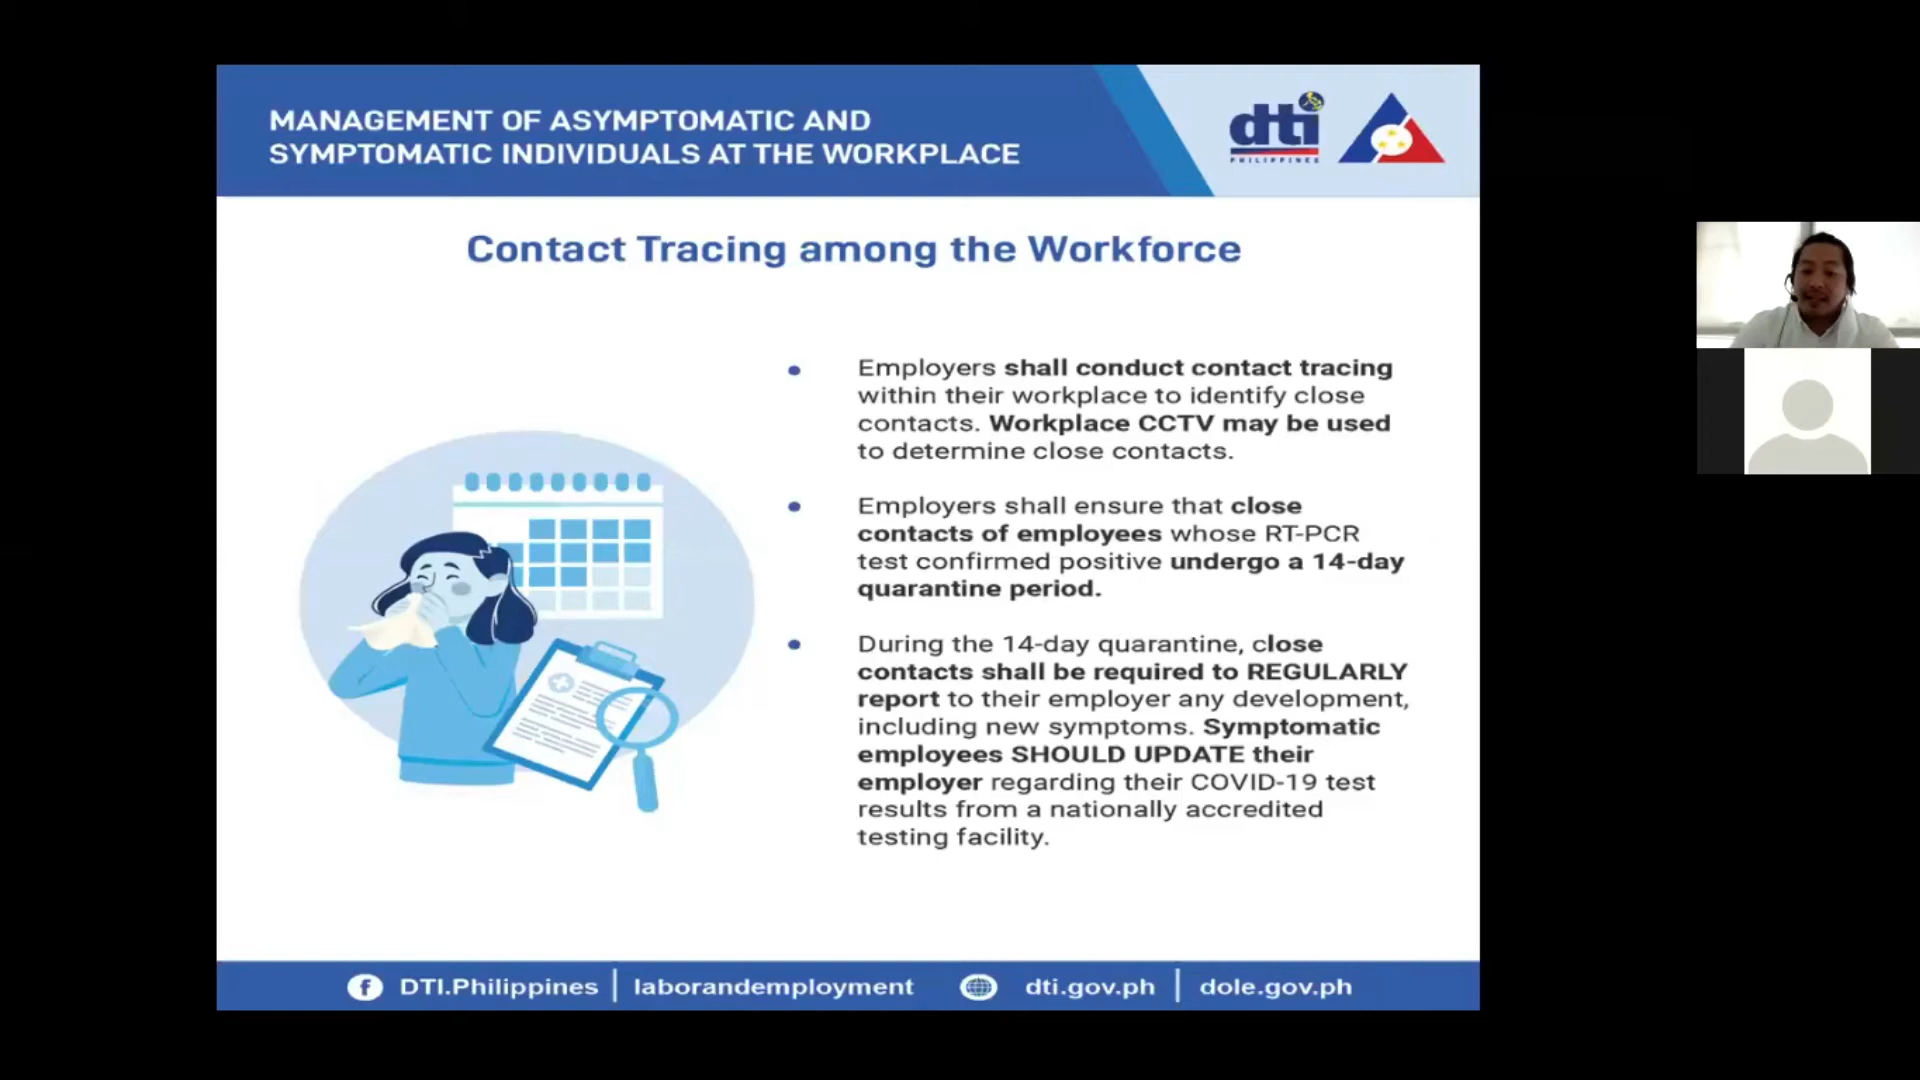 MANAGEMENT OF ASYMPTOMATIC AND
SYMPTOMATIC INDIVIDUALS AT THE WORKPLACE
dti
PHILIPPINES
Contact Tracing among the Workforce
Employers shall conduct contact tracing
within their workplace to identify close
contacts. Workplace CCTV may be used
to determine close contacts.
Employers shall ensure that close
contacts of employees whose RT-PCR
test confirmed positive undergo a 14-day
quarantine period.
During the 14-day quarantine, close
contacts shall be required to REGULARLY
report to their employer any development,
including new symptoms. Symptomatic
employees SHOULD UPDATE their
employer regarding their COVID-19 test
results from a nationally accredited
testing facility.
DTI.Philippines | laborandemployment dti.gov.ph | dole.gov.ph